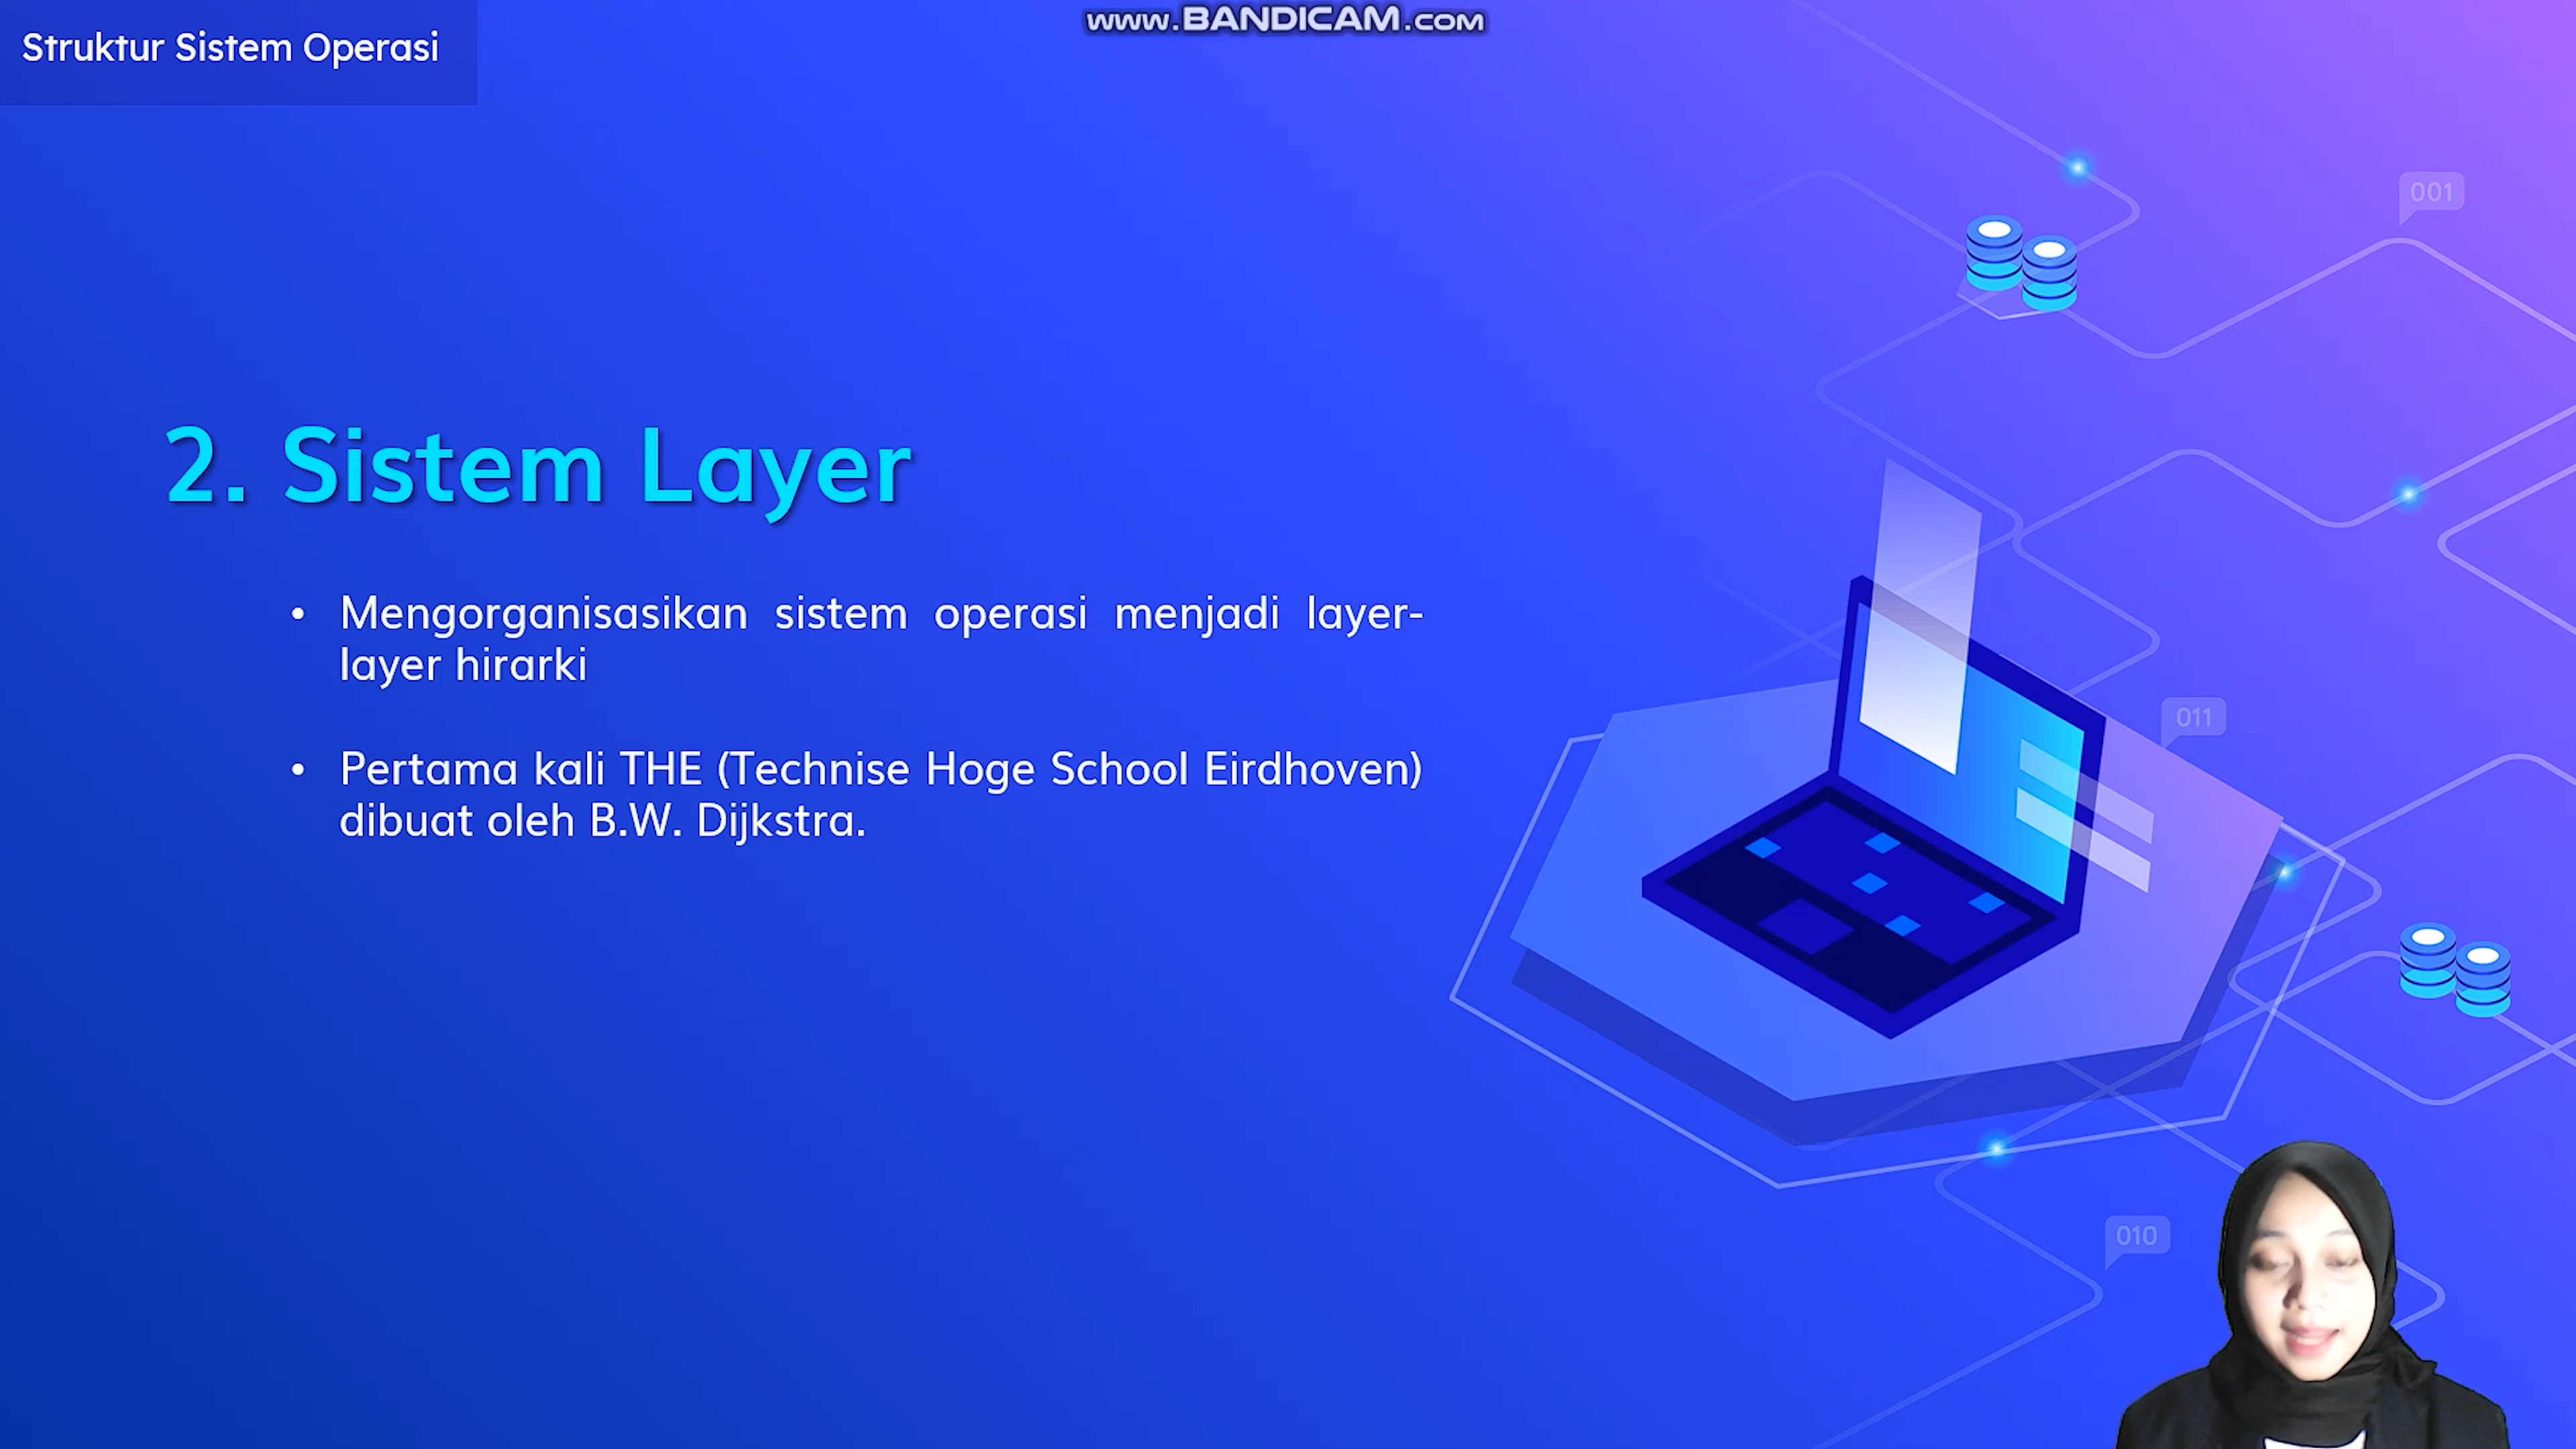 Struktur Sistem Operasi
www.BANDICAM.com
001
2. Sistem Layer
• Mengorganisasikan sistem operasi menjadi layer-
layer hirarki
011
• Pertama kali THE (Technise Hoge School Eirdhoven)
dibuat oleh B.W. Dijkstra.
010